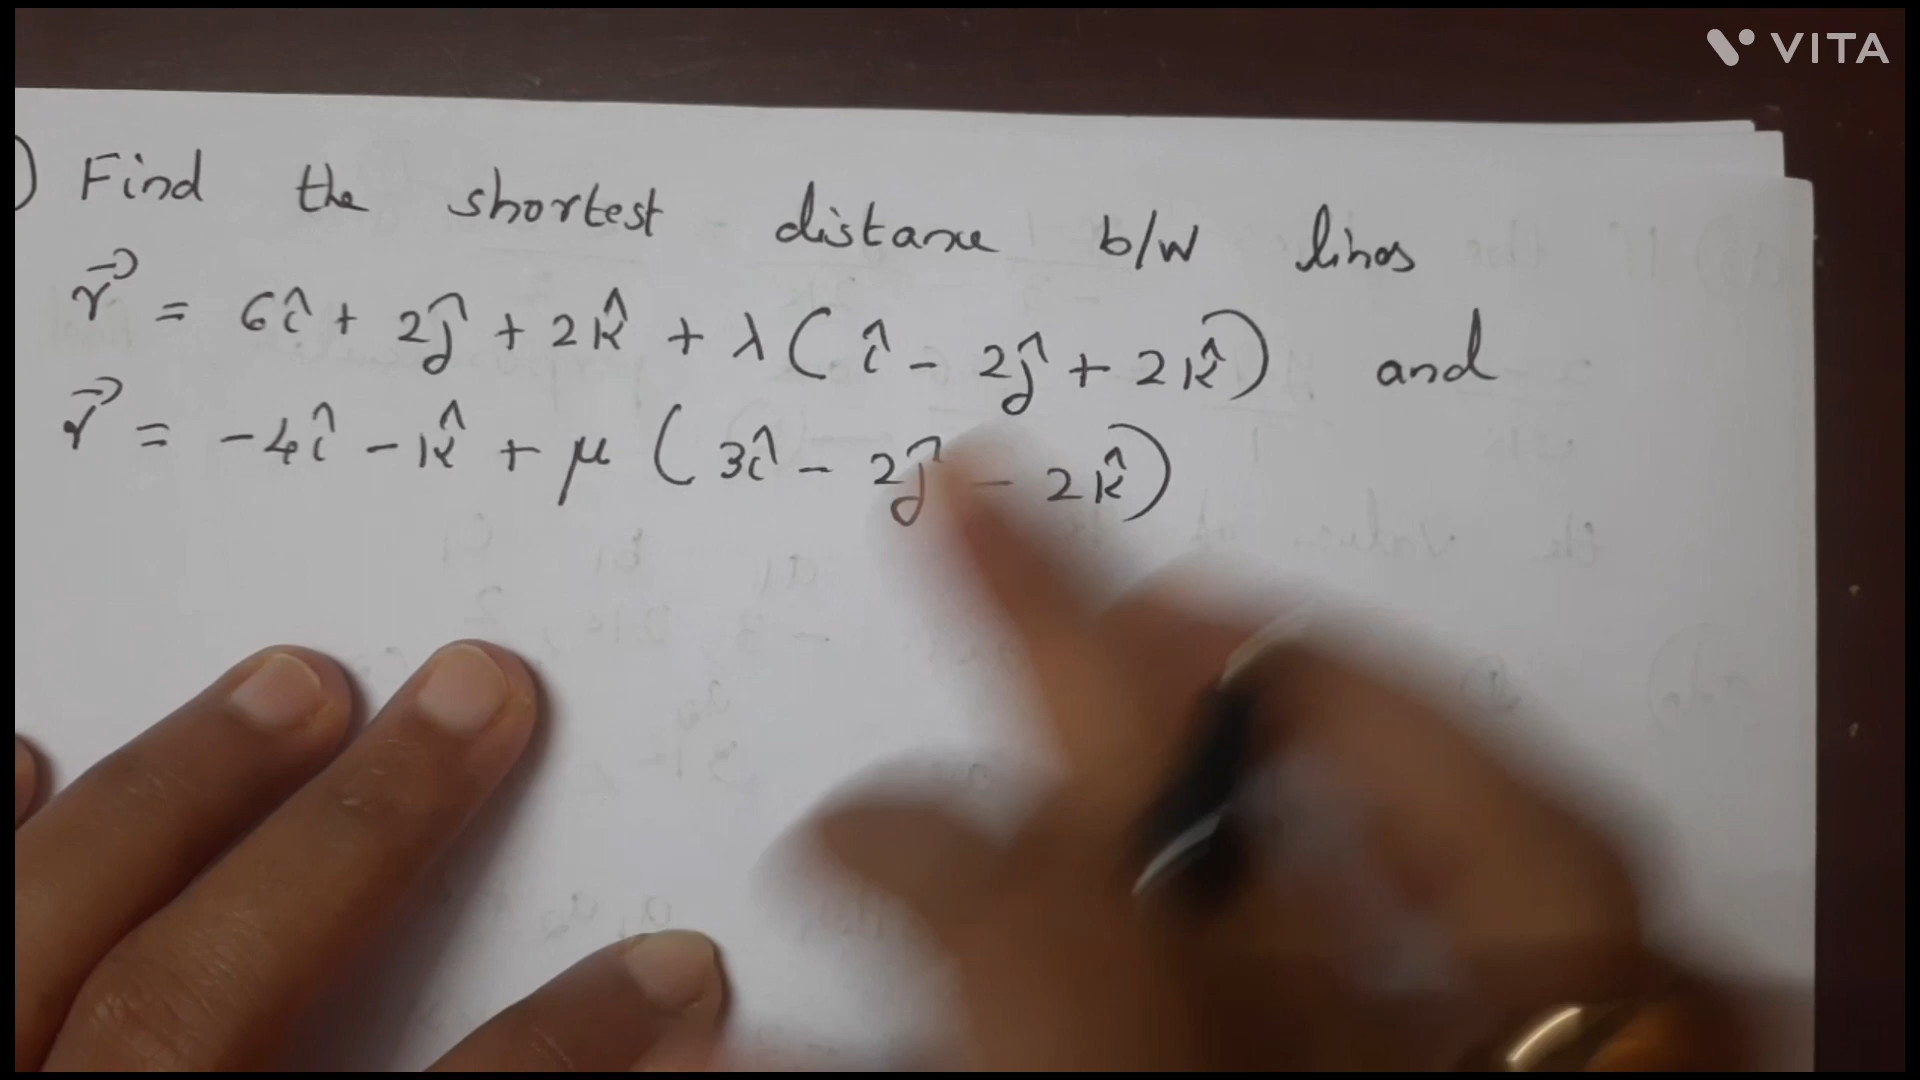 VITA
) Find the shortest distance b/w lines
r⃗ = 6î + 2ĵ + 2k̂ + λ ( î - 2ĵ + 2k̂ ) and
r⃗ = -4î - k̂ + μ ( 3î - 2ĵ - 2k̂ )